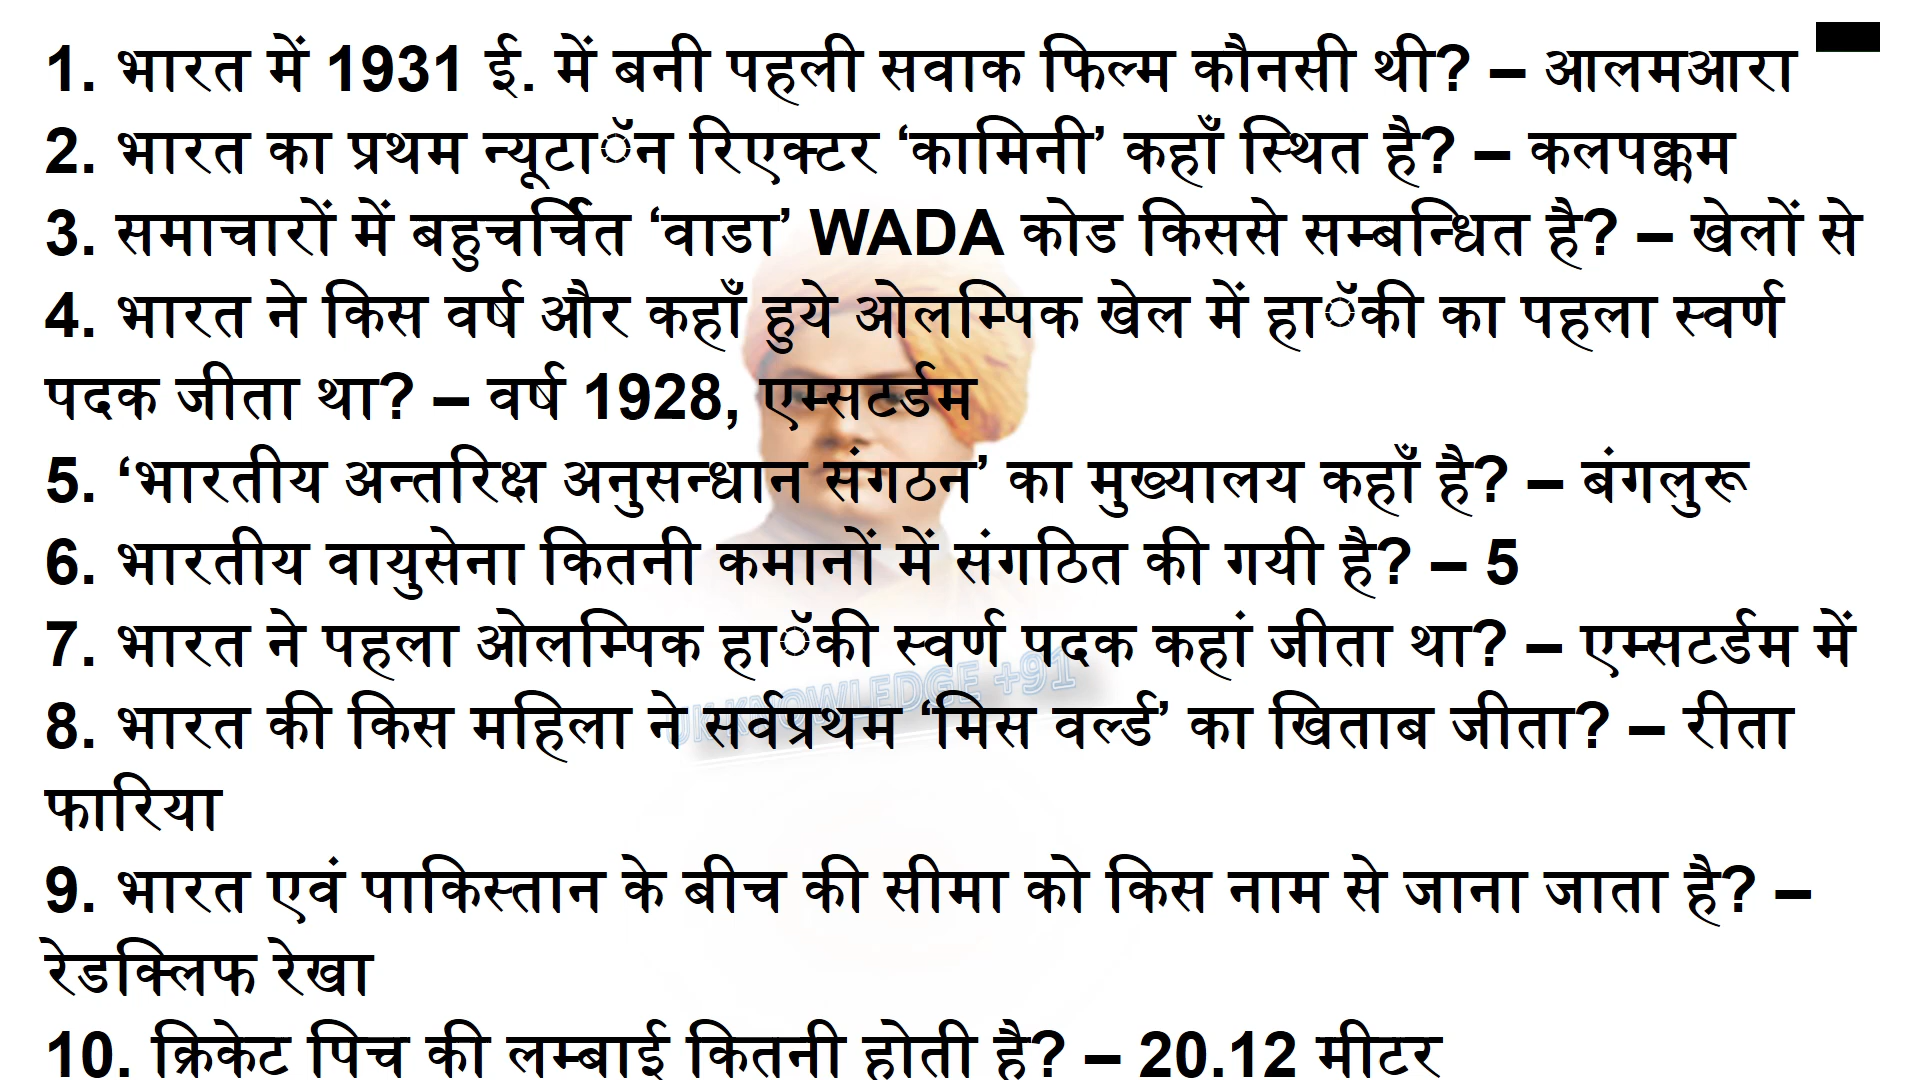 1. भारत में 1931 ई. में बनी पहली सवाक फिल्म कौनसी थी? – आलमआरा
2. भारत का प्रथम न्यूटाॅन रिएक्टर ‘कामिनी’ कहाँ स्थित है? – कलपक्कम
3. समाचारों में बहुचर्चित ‘वाडा’ WADA कोड किससे सम्बन्धित है? – खेलों से
4. भारत ने किस वर्ष और कहाँ हुये ओलम्पिक खेल में हाॅकी का पहला स्वर्ण
पदक जीता था? – वर्ष 1928, एम्सटर्डम
5. ‘भारतीय अन्तरिक्ष अनुसन्धान संगठन’ का मुख्यालय कहाँ है? – बंगलुरू
6. भारतीय वायुसेना कितनी कमानों में संगठित की गयी है? – 5
7. भारत ने पहला ओलम्पिक हाॅकी स्वर्ण पदक कहां जीता था? – एम्सटर्डम में
UK KNOWLEDGE +91
8. भारत की किस महिला ने सर्वप्रथम ‘मिस वर्ल्ड’ का खिताब जीता? – रीता
फारिया
9. भारत एवं पाकिस्तान के बीच की सीमा को किस नाम से जाना जाता है? –
रेडक्लिफ रेखा
10. क्रिकेट पिच की लम्बाई कितनी होती है? – 20.12 मीटर